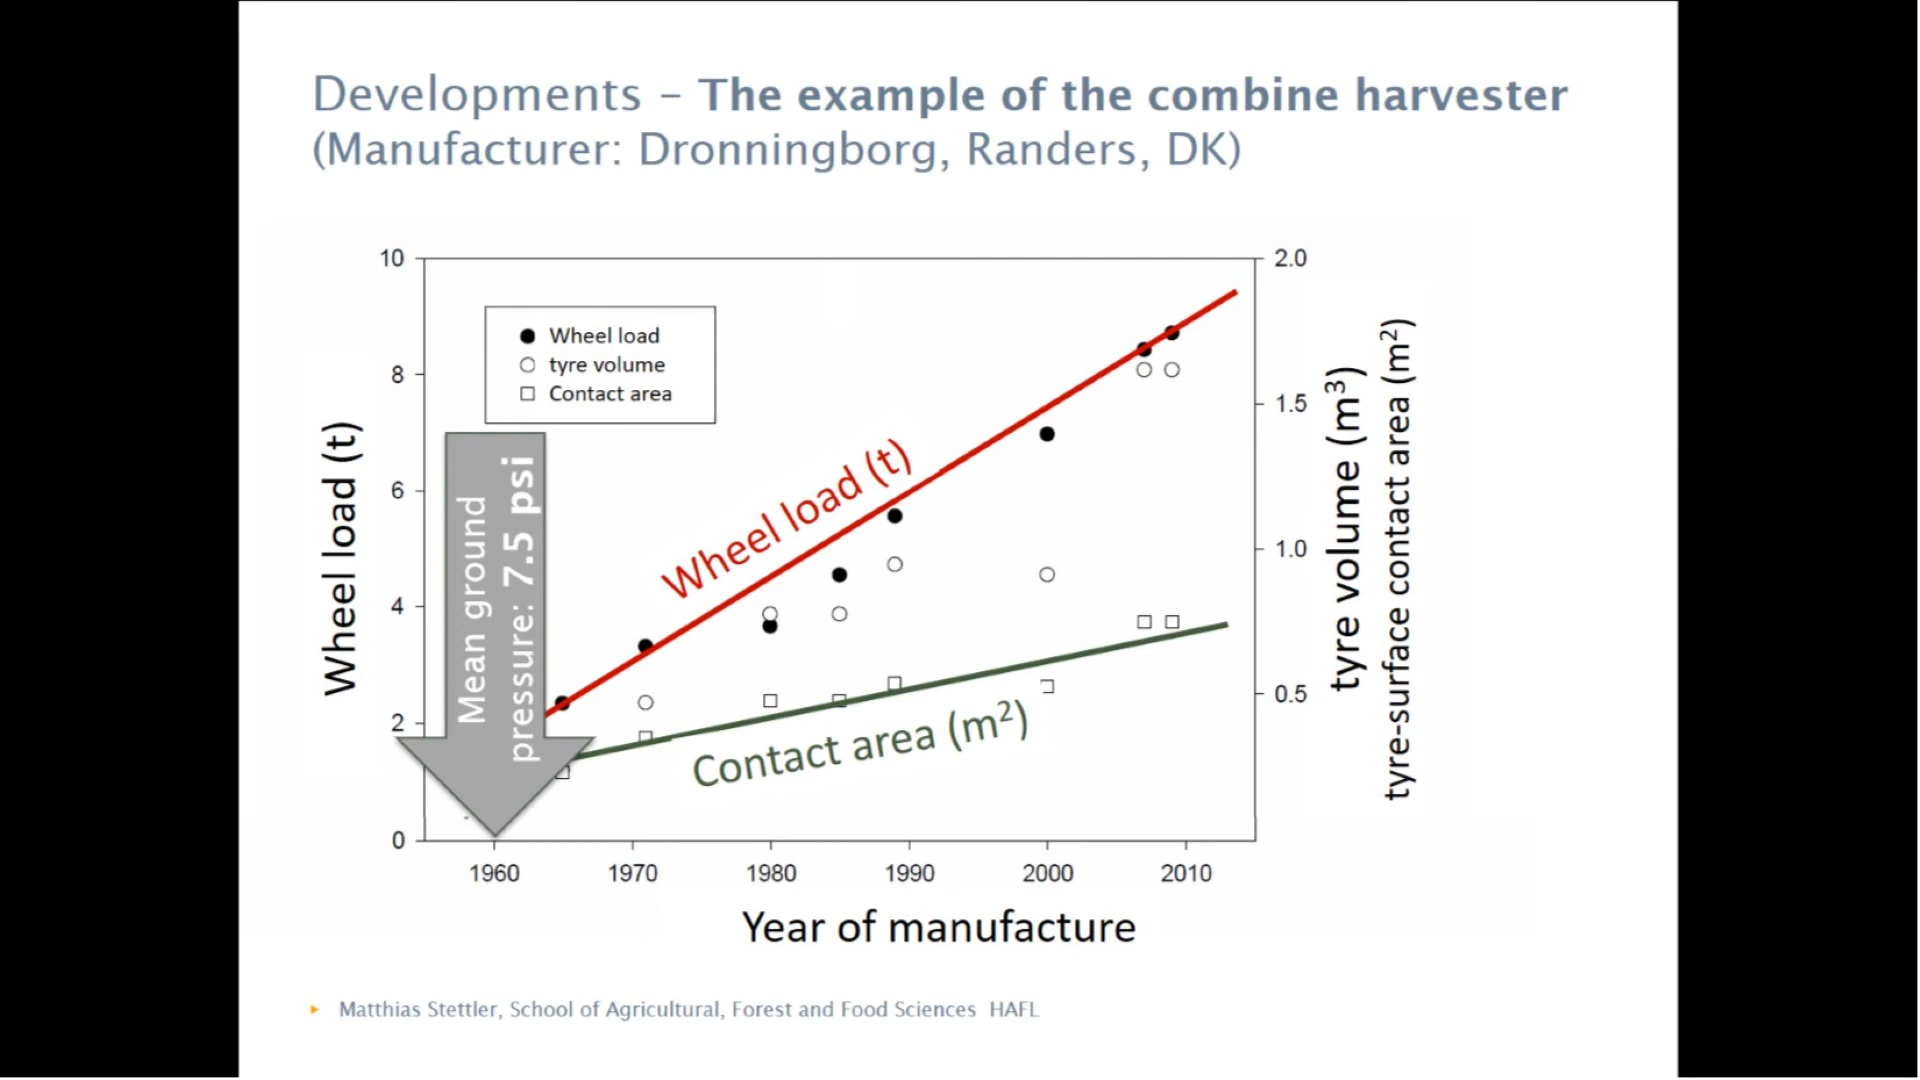 Developments – The example of the combine harvester
(Manufacturer: Dronningborg, Randers, DK)
10
8
6
4
2
0
2.0
1.5
1.0
0.5
Wheel load
tyre volume
Contact area
Wheel load (t)
Mean ground
pressure: 7.5 psi
Wheel load (t)
Contact area (m²)
tyre volume (m³)
tyre-surface contact area (m²)
1960 1970 1980 1990 2000 2010
Year of manufacture
Matthias Stettler, School of Agricultural, Forest and Food Sciences HAFL